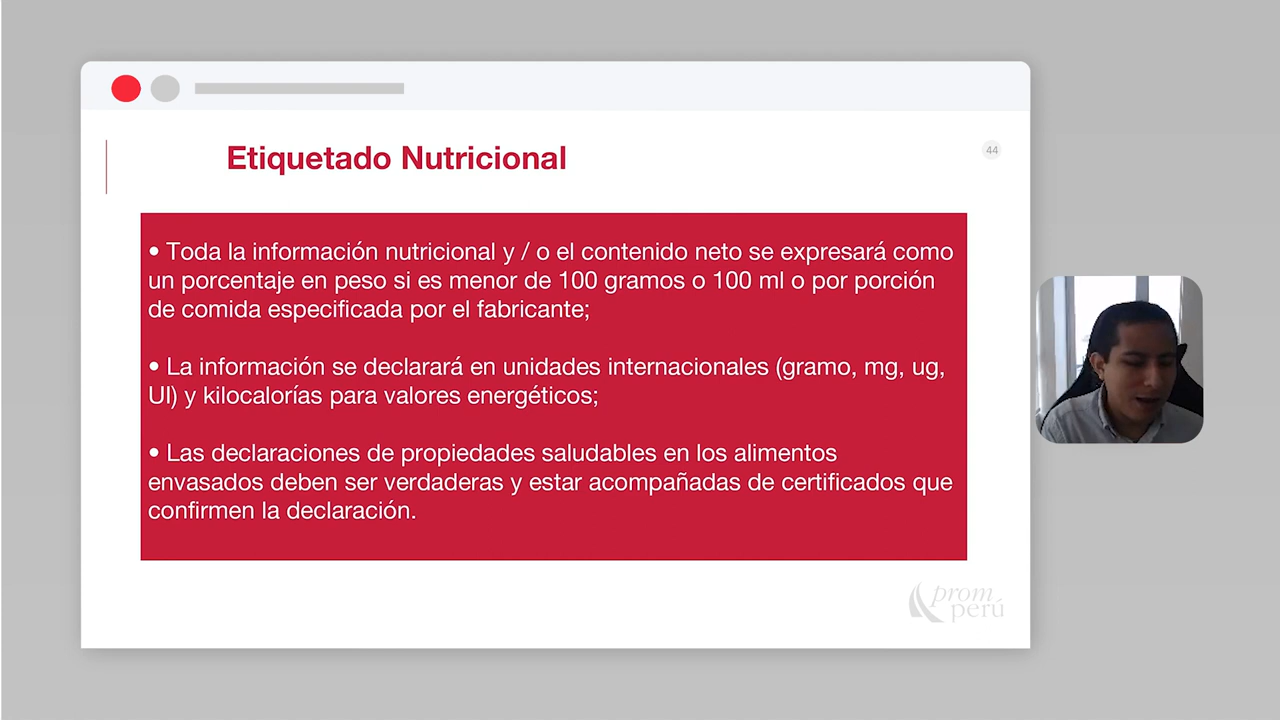 Etiquetado Nutricional
44
• Toda la información nutricional y / o el contenido neto se expresará como
un porcentaje en peso si es menor de 100 gramos o 100 ml o por porción
de comida especificada por el fabricante;
• La información se declarará en unidades internacionales (gramo, mg, ug,
UI) y kilocalorías para valores energéticos;
• Las declaraciones de propiedades saludables en los alimentos
envasados deben ser verdaderas y estar acompañadas de certificados que
confirmen la declaración.
prom
perú